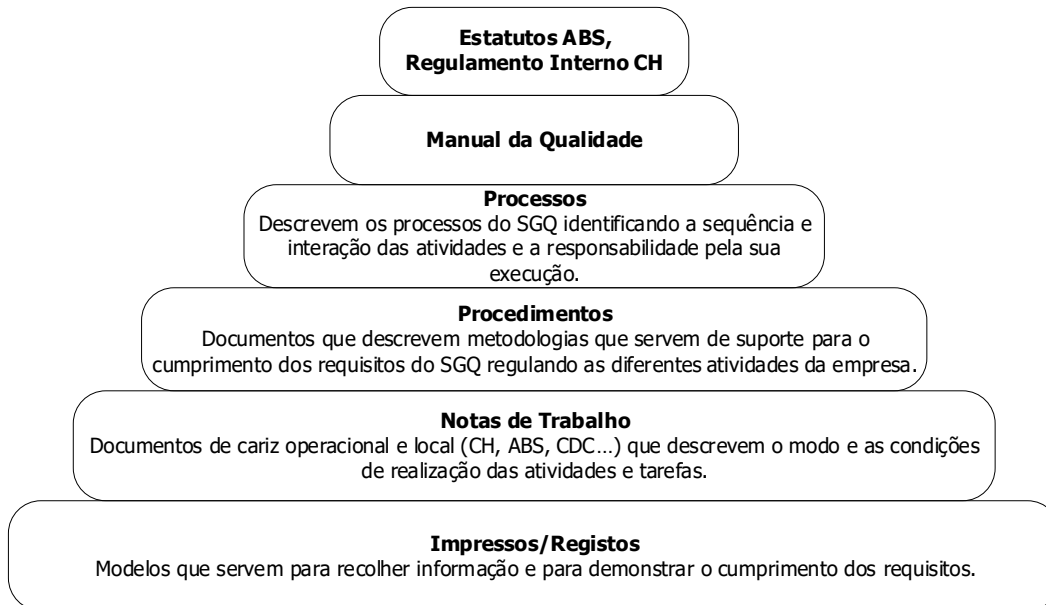 Estatutos ABS,
Regulamento Interno CH
Manual da Qualidade
Processos
Descrevem os processos do SGQ identificando a sequência e
interação das atividades e a responsabilidade pela sua
execução.
Procedimentos
Documentos que descrevem metodologias que servem de suporte para o
cumprimento dos requisitos do SGQ regulando as diferentes atividades da empresa.
Notas de Trabalho
Documentos de cariz operacional e local (CH, ABS, CDC…) que descrevem o modo e as condições
de realização das atividades e tarefas.
Impressos/Registos
Modelos que servem para recolher informação e para demonstrar o cumprimento dos requisitos.